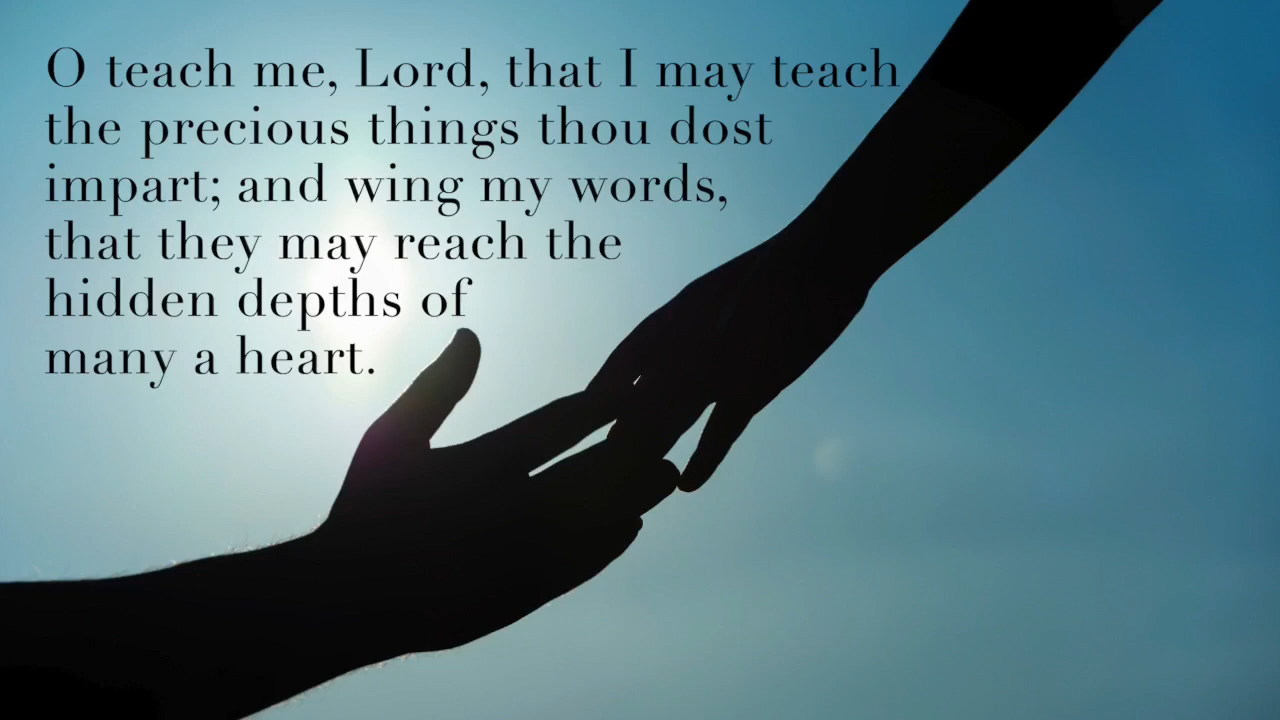 O teach me, Lord, that I may teach
the precious things thou dost
impart; and wing my words,
that they may reach the
hidden depths of
many a heart.